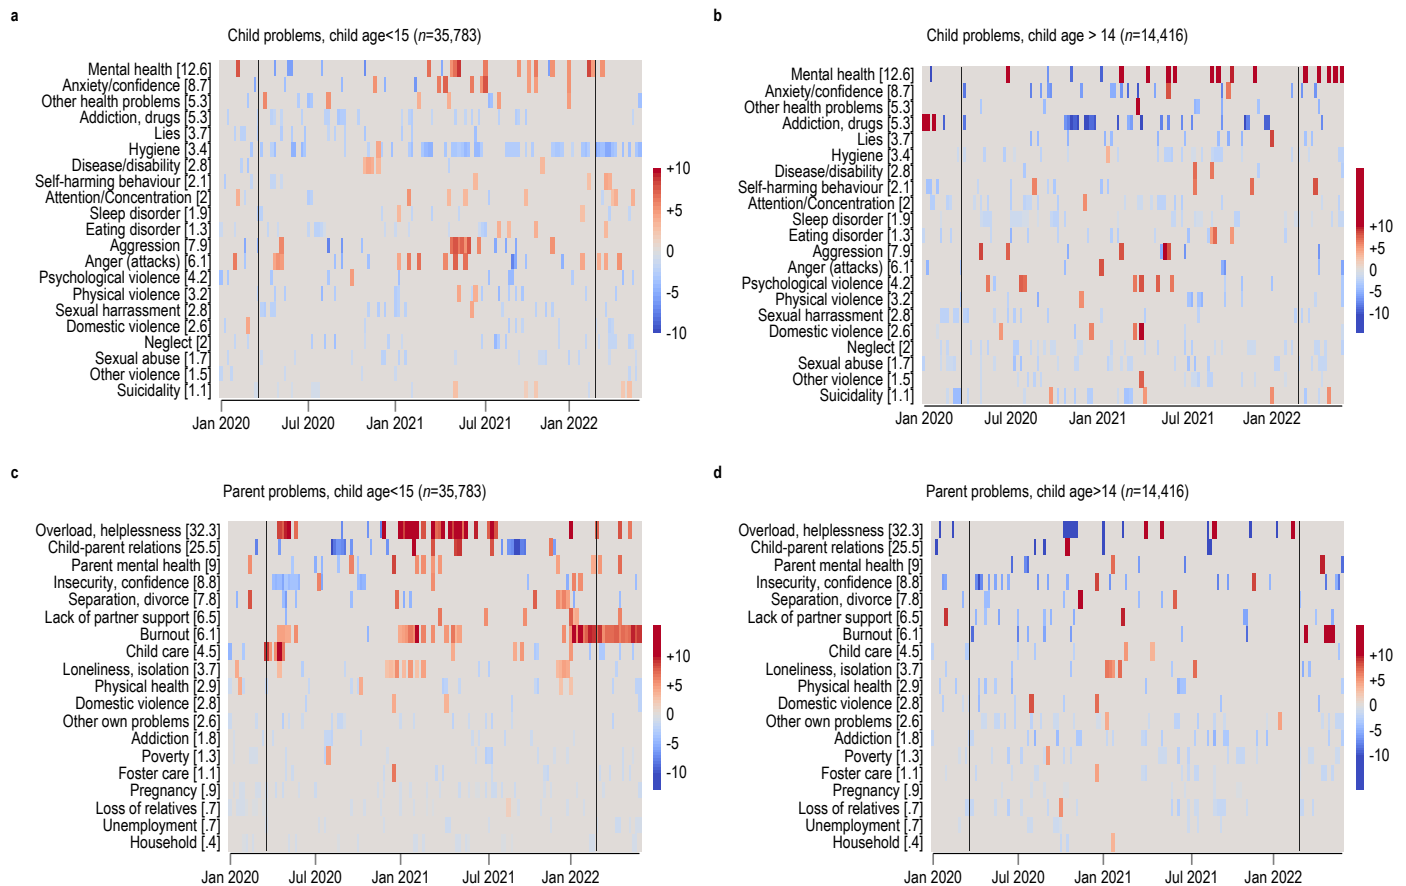 a
Child problems, child age<15 (n=35,783)
Mental health [12.6]
Anxiety/confidence [8.7]
Other health problems [5.3]
Addiction, drugs [5.3]
Lies [3.7]
Hygiene [3.4]
Disease/disability [2.8]
Self-harming behaviour [2.1]
Attention/Concentration [2]
Sleep disorder [1.9]
Eating disorder [1.3]
Aggression [7.9]
Anger (attacks) [6.1]
Psychological violence [4.2]
Physical violence [3.2]
Sexual harrassment [2.8]
Domestic violence [2.6]
Neglect [2]
Sexual abuse [1.7]
Other violence [1.5]
Suicidality [1.1]
Jan 2020 Jul 2020 Jan 2021 Jul 2021 Jan 2022
+10
+5
0
-5
-10
b
Child problems, child age > 14 (n=14,416)
Mental health [12.6]
Anxiety/confidence [8.7]
Other health problems [5.3]
Addiction, drugs [5.3]
Lies [3.7]
Hygiene [3.4]
Disease/disability [2.8]
Self-harming behaviour [2.1]
Attention/Concentration [2]
Sleep disorder [1.9]
Eating disorder [1.3]
Aggression [7.9]
Anger (attacks) [6.1]
Psychological violence [4.2]
Physical violence [3.2]
Sexual harrassment [2.8]
Domestic violence [2.6]
Neglect [2]
Sexual abuse [1.7]
Other violence [1.5]
Suicidality [1.1]
Jan 2020 Jul 2020 Jan 2021 Jul 2021 Jan 2022
+10
+5
0
-5
-10
c
Parent problems, child age<15 (n=35,783)
Overload, helplessness [32.3]
Child-parent relations [25.5]
Parent mental health [9]
Insecurity, confidence [8.8]
Separation, divorce [7.8]
Lack of partner support [6.5]
Burnout [6.1]
Child care [4.5]
Loneliness, isolation [3.7]
Physical health [2.9]
Domestic violence [2.8]
Other own problems [2.6]
Addiction [1.8]
Poverty [1.3]
Foster care [1.1]
Pregnancy [.9]
Loss of relatives [.7]
Unemployment [.7]
Household [.4]
Jan 2020 Jul 2020 Jan 2021 Jul 2021 Jan 2022
+10
+5
0
-5
-10
d
Parent problems, child age>14 (n=14,416)
Overload, helplessness [32.3]
Child-parent relations [25.5]
Parent mental health [9]
Insecurity, confidence [8.8]
Separation, divorce [7.8]
Lack of partner support [6.5]
Burnout [6.1]
Child care [4.5]
Loneliness, isolation [3.7]
Physical health [2.9]
Domestic violence [2.8]
Other own problems [2.6]
Addiction [1.8]
Poverty [1.3]
Foster care [1.1]
Pregnancy [.9]
Loss of relatives [.7]
Unemployment [.7]
Household [.4]
Jan 2020 Jul 2020 Jan 2021 Jul 2021 Jan 2022
+10
+5
0
-5
-10